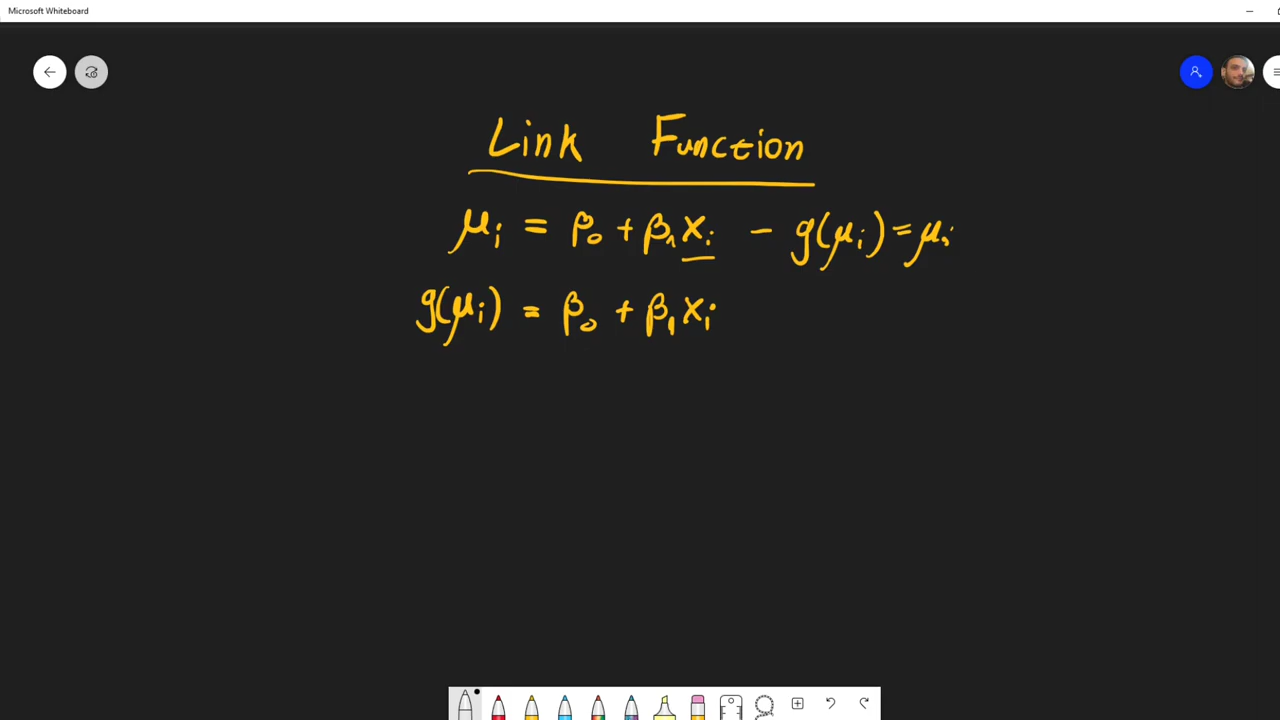 Microsoft Whiteboard
Link Function
μi = β0 + β1xi - g(μi) = μi
g(μi) = β0 + β1xi